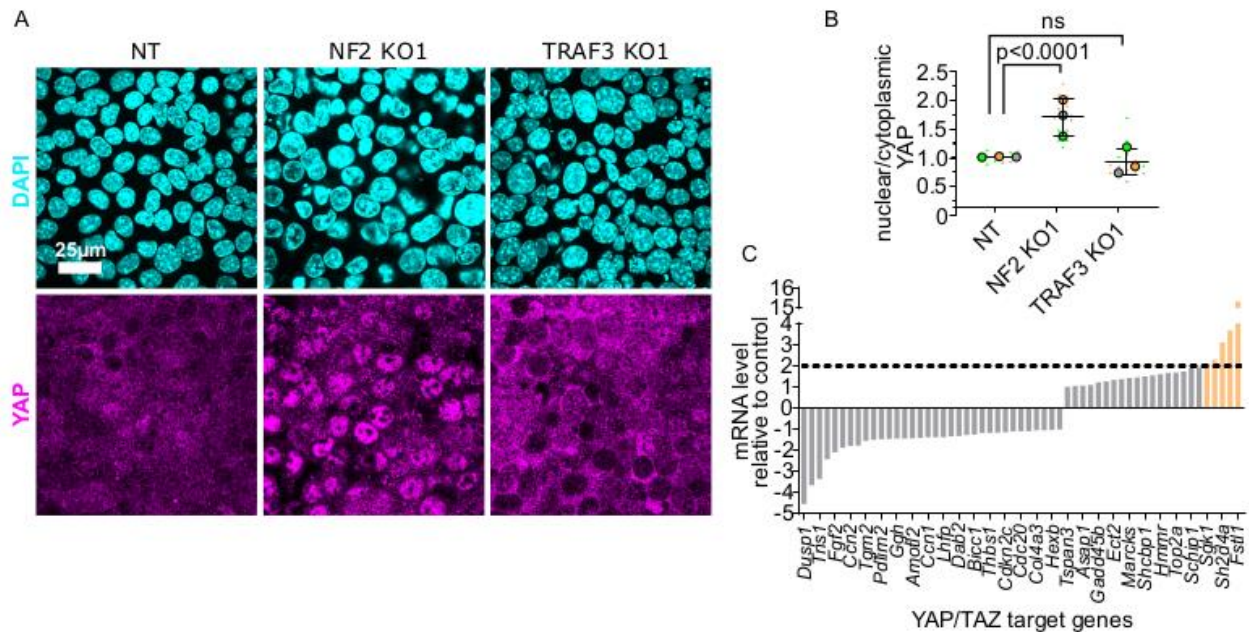 A
NT
NF2 KO1
TRAF3 KO1
DAPI
25µm
YAP
B
ns
p<0.0001
nuclear/cytoplasmic
YAP
2.5
2.0
1.5
1.0
0.5
0
NT
NF2 KO1
TRAF3 KO1
C
mRNA level
relative to control
16
15
4
3
2
1
0
-1
-2
-3
-4
-5
Dusp1
Tns1
Fgf2
Ccn2
Tgm2
Pdlim2
Ggh
Amotl2
Ccn1
Lhfp
Dab2
Bicc1
Thbs1
Cdkn2c
Cdc20
Col4a3
Hexb
Tspan3
Asap1
Gadd45b
Ect2
Marcks
Shcbp1
Hmmr
Top2a
Schip1
Sgk1
Sh2d4a
Fstl1
YAP/TAZ target genes